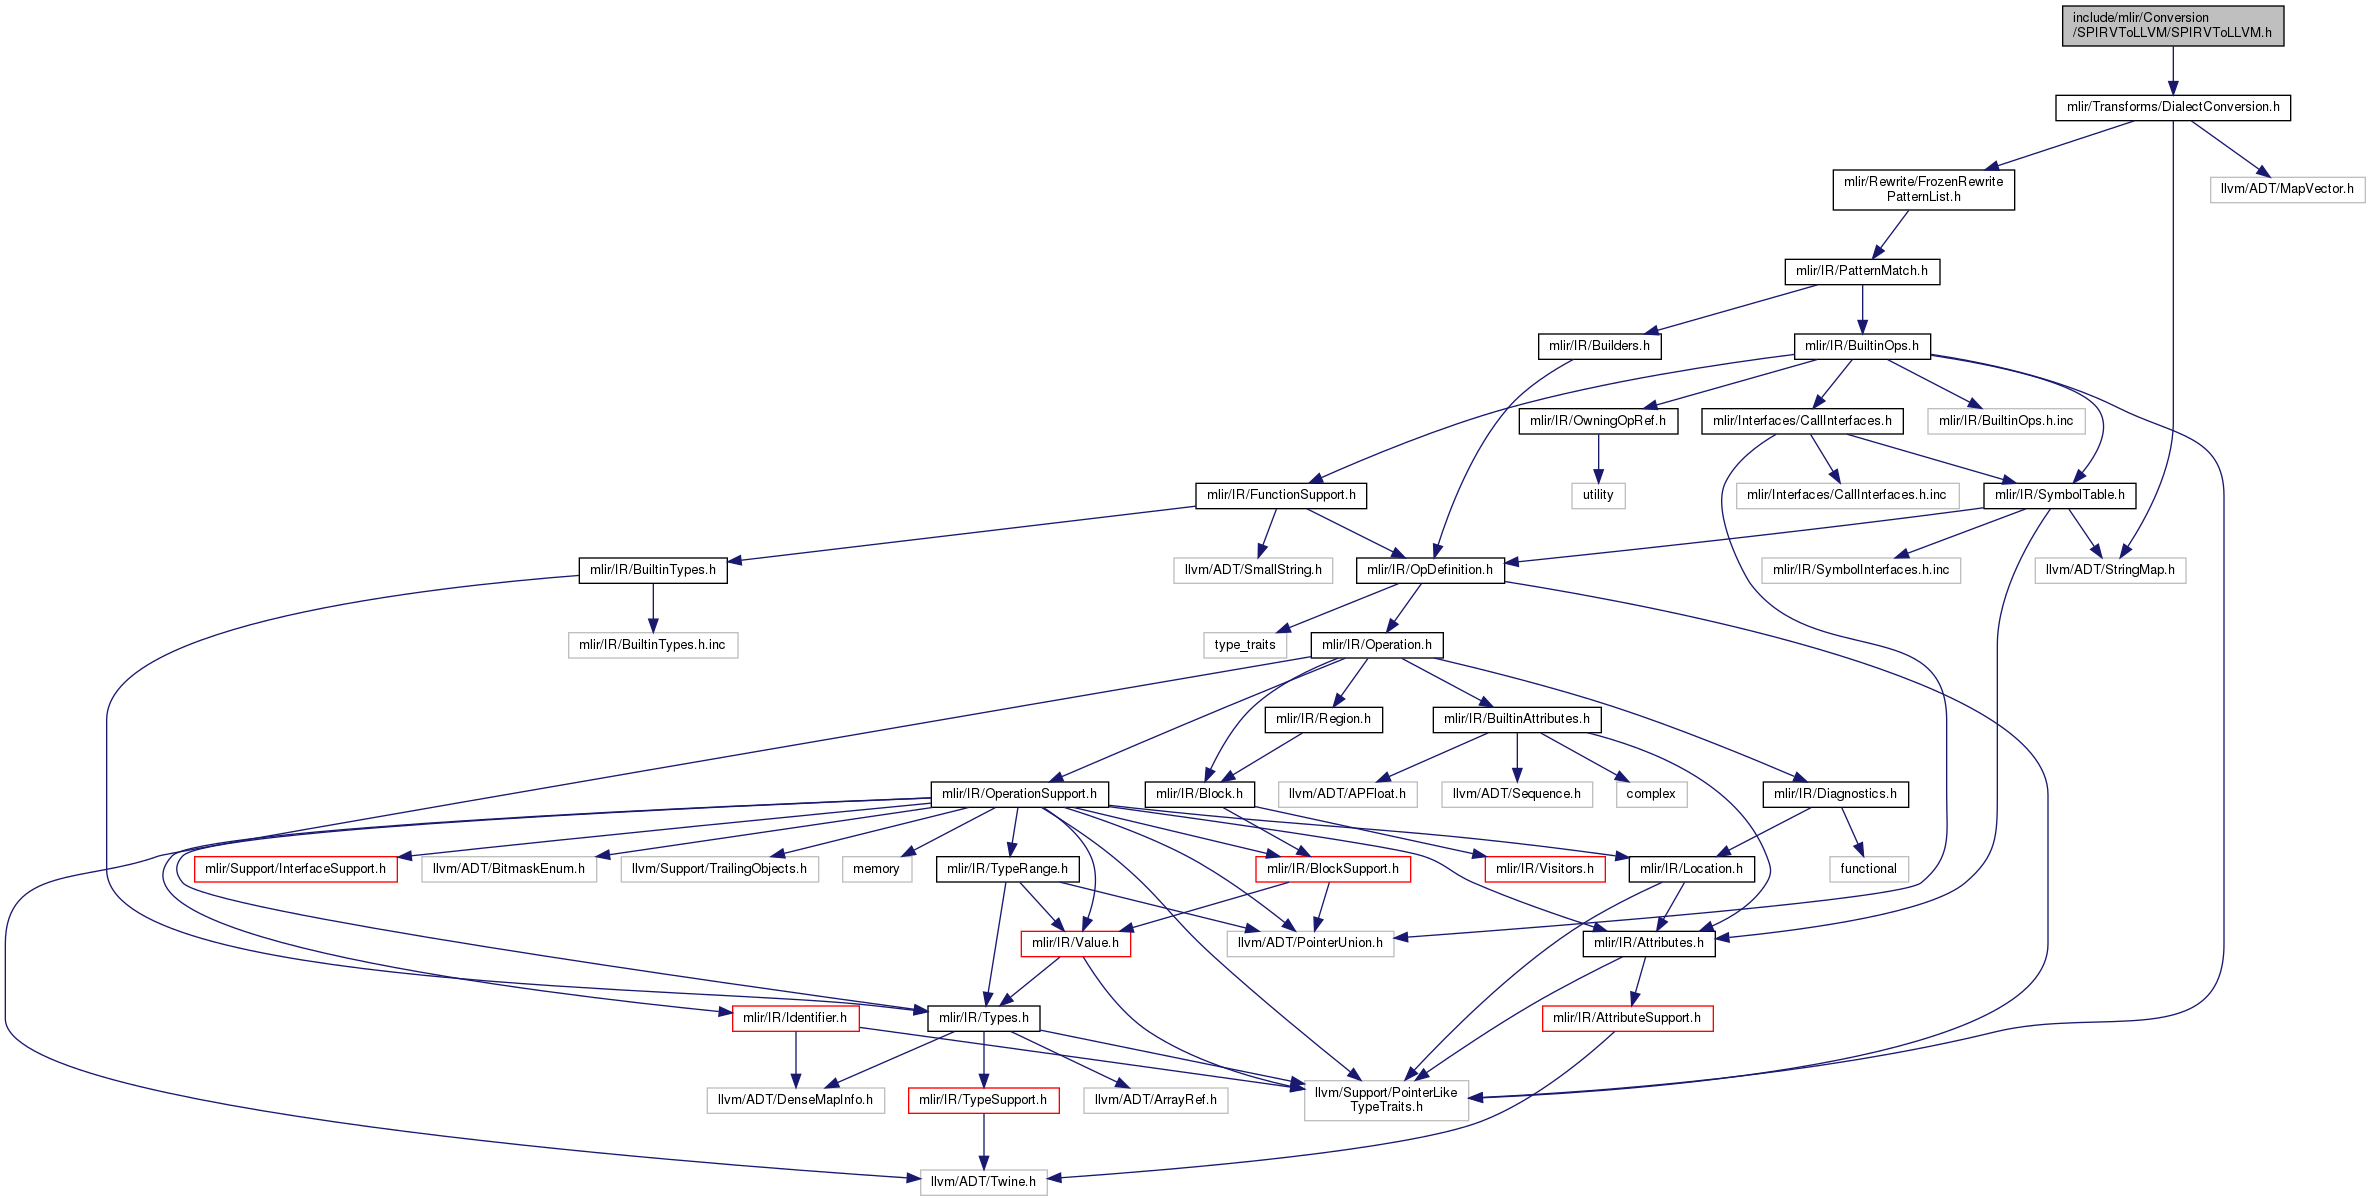 include/mlir/Conversion
/SPIRVToLLVM/SPIRVToLLVM.h
mlir/Transforms/DialectConversion.h
mlir/Rewrite/FrozenRewrite
PatternList.h
llvm/ADT/MapVector.h
mlir/IR/PatternMatch.h
mlir/IR/Builders.h
mlir/IR/BuiltinOps.h
mlir/IR/OwningOpRef.h
mlir/Interfaces/CallInterfaces.h
mlir/IR/BuiltinOps.h.inc
mlir/IR/FunctionSupport.h
utility
mlir/Interfaces/CallInterfaces.h.inc
mlir/IR/SymbolTable.h
mlir/IR/BuiltinTypes.h
llvm/ADT/SmallString.h
mlir/IR/OpDefinition.h
mlir/IR/SymbolInterfaces.h.inc
llvm/ADT/StringMap.h
mlir/IR/BuiltinTypes.h.inc
type_traits
mlir/IR/Operation.h
mlir/IR/Region.h
mlir/IR/BuiltinAttributes.h
mlir/IR/OperationSupport.h
mlir/IR/Block.h
llvm/ADT/APFloat.h
llvm/ADT/Sequence.h
complex
mlir/IR/Diagnostics.h
mlir/Support/InterfaceSupport.h
llvm/ADT/BitmaskEnum.h
llvm/Support/TrailingObjects.h
memory
mlir/IR/TypeRange.h
mlir/IR/BlockSupport.h
mlir/IR/Visitors.h
mlir/IR/Location.h
functional
mlir/IR/Value.h
llvm/ADT/PointerUnion.h
mlir/IR/Attributes.h
mlir/IR/Identifier.h
mlir/IR/Types.h
mlir/IR/AttributeSupport.h
llvm/ADT/DenseMapInfo.h
mlir/IR/TypeSupport.h
llvm/ADT/ArrayRef.h
llvm/Support/PointerLike
TypeTraits.h
llvm/ADT/Twine.h